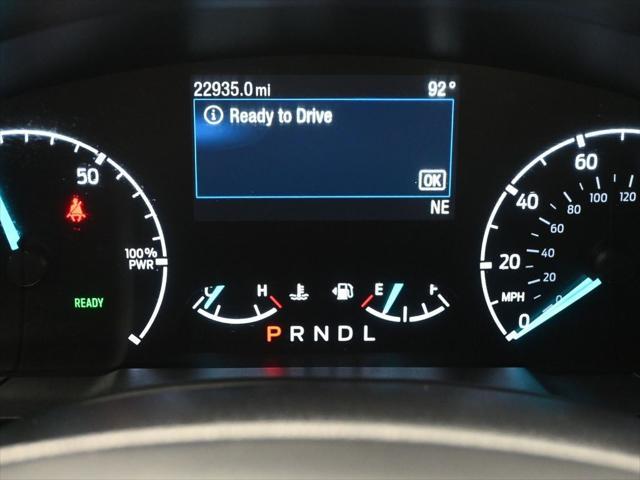 22935.0 mi 92°
Ready to Drive
OK
NE
50
100%
PWR
READY
C H
E F
P R N D L
60
40
20
0
MPH
120
100
80
60
40
20
0